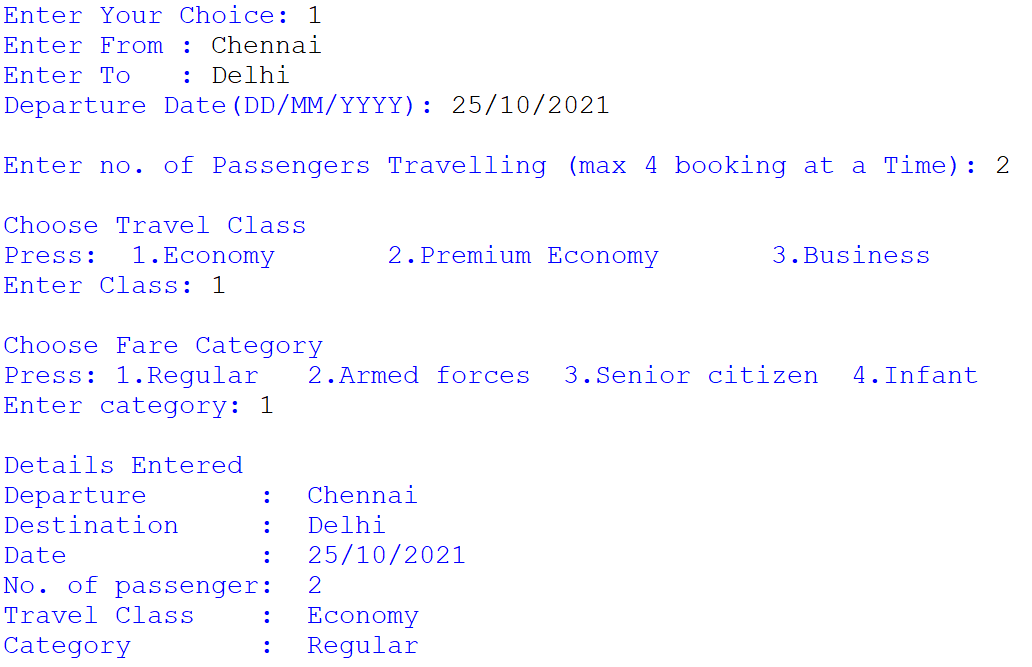 Enter Your Choice: 1
Enter From : Chennai
Enter To   : Delhi
Departure Date(DD/MM/YYYY): 25/10/2021
Enter no. of Passengers Travelling (max 4 booking at a Time): 2
Choose Travel Class
Press:  1.Economy       2.Premium Economy       3.Business
Enter Class: 1
Choose Fare Category
Press: 1.Regular   2.Armed forces  3.Senior citizen  4.Infant
Enter category: 1
Details Entered
Departure       :  Chennai
Destination     :  Delhi
Date            :  25/10/2021
No. of passenger:  2
Travel Class    :  Economy
Category        :  Regular